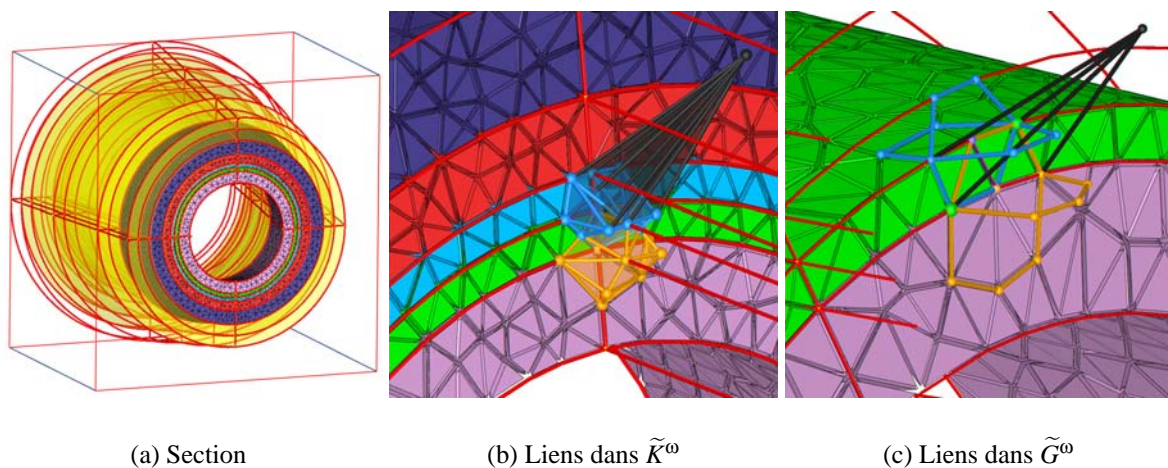 (a) Section
(b) Liens dans K̃^ω
(c) Liens dans G̃^ω